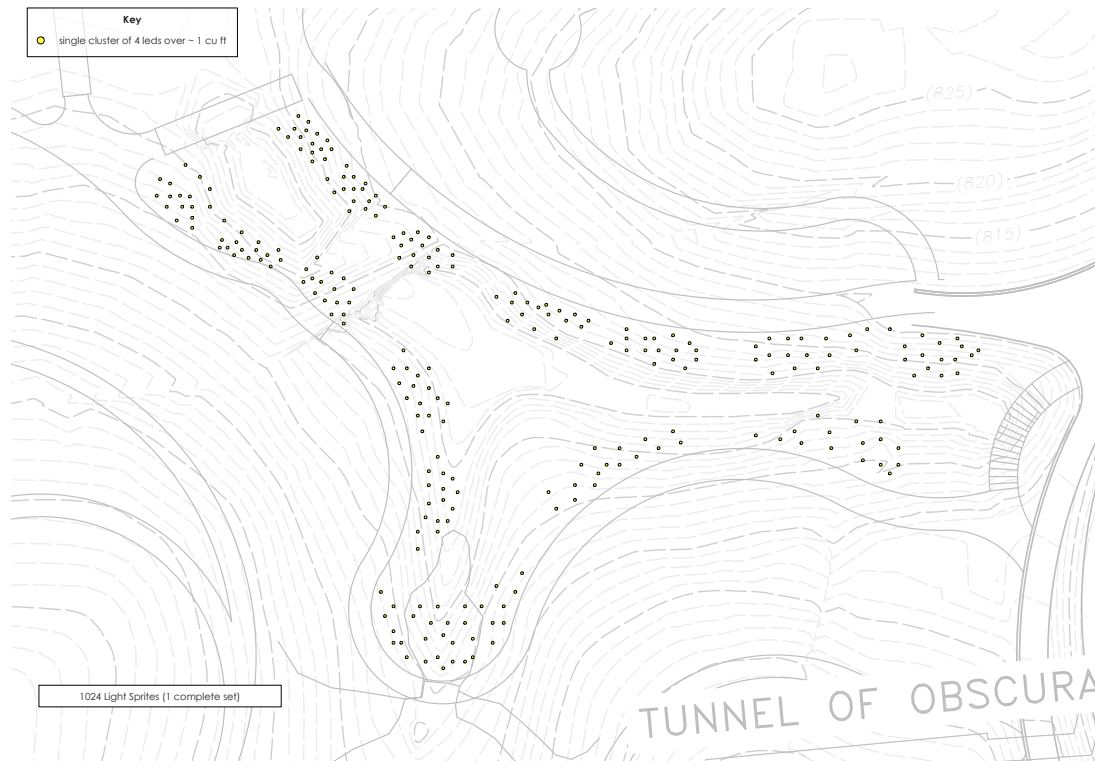 Key
single cluster of 4 leds over ~ 1 cu ft
(825)
(820)
(815)
1024 Light Sprites (1 complete set)
TUNNEL OF OBSCURA